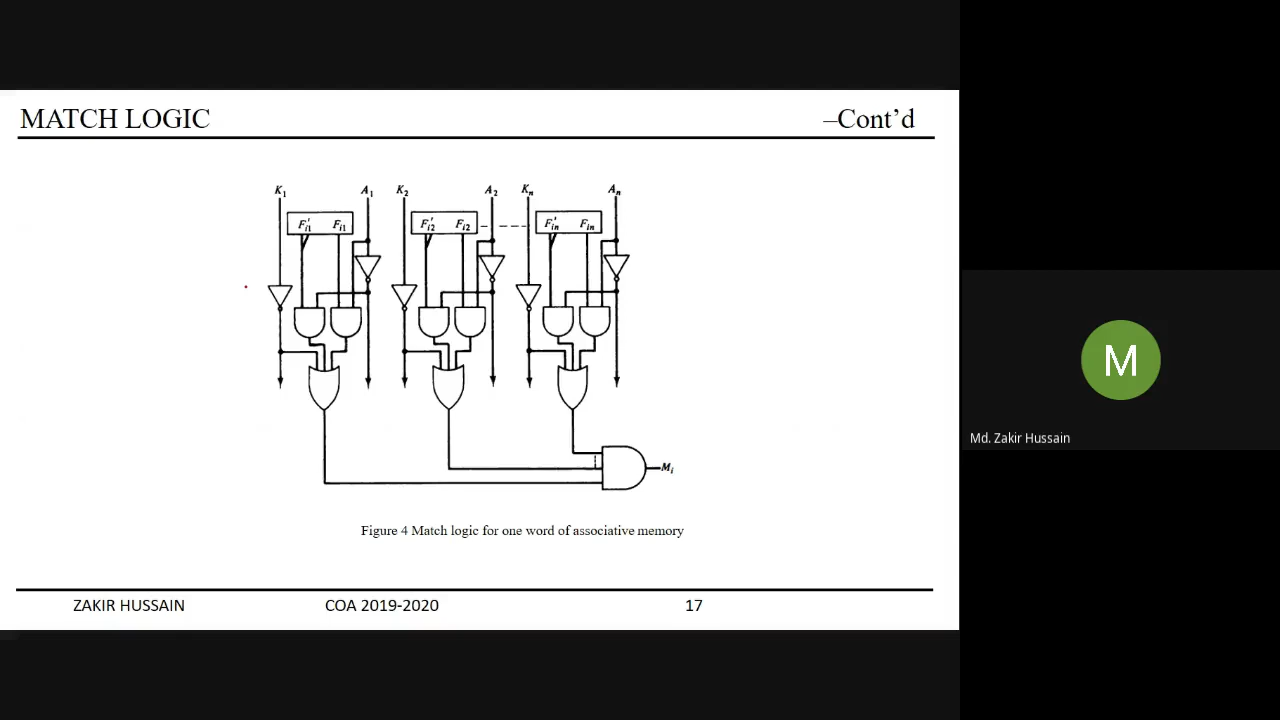 MATCH LOGIC –Cont’d
K1 A1 K2 A2 Kn An
F'i1 Fi1 F'i2 Fi2 F'in Fin
Mi
Figure 4 Match logic for one word of associative memory
ZAKIR HUSSAIN COA 2019-2020 17
M
Md. Zakir Hussain